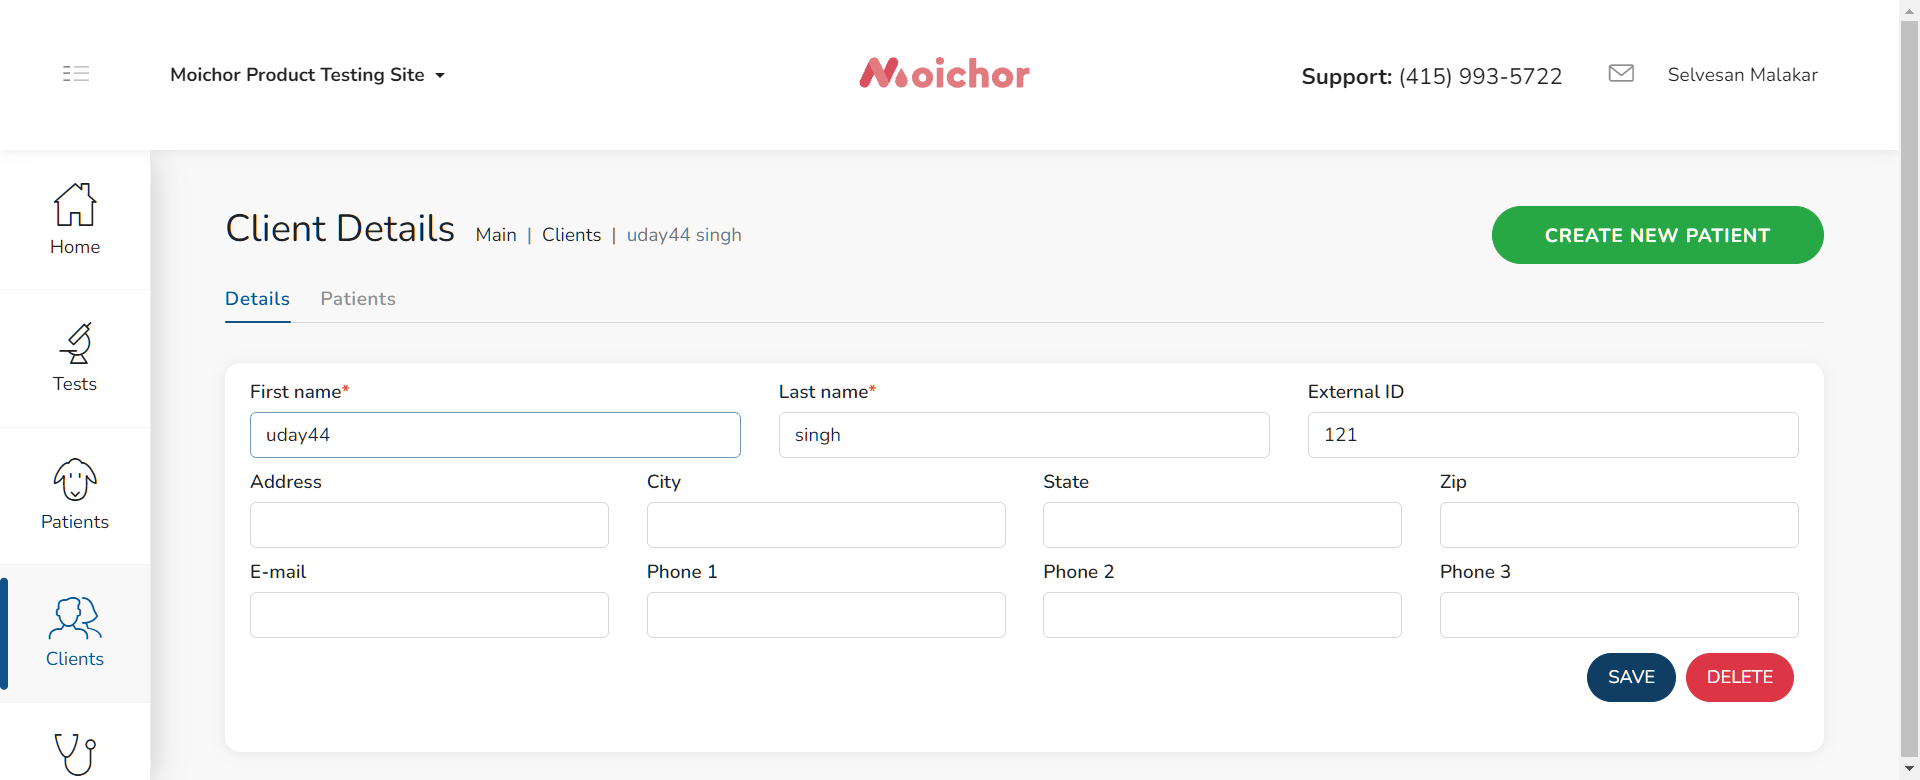 Moichor Product Testing Site
Moichor
Support: (415) 993-5722
Selvesan Malakar
Home
Tests
Patients
Clients
Client Details
Main | Clients | uday44 singh
CREATE NEW PATIENT
Details
Patients
First name*
Last name*
External ID
uday44
singh
121
Address
City
State
Zip
E-mail
Phone 1
Phone 2
Phone 3
SAVE
DELETE